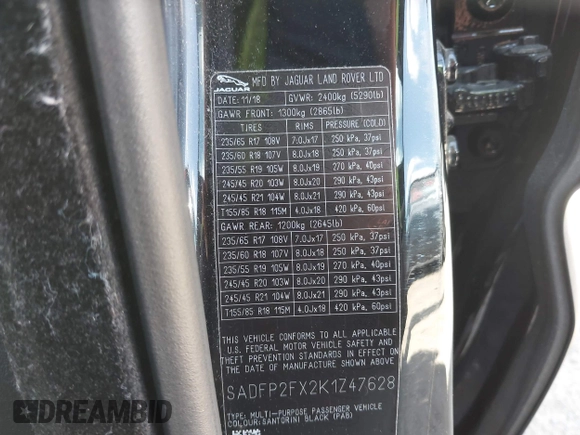 JAGUAR
MFD BY JAGUAR LAND ROVER LTD
DATE: 11/18 GVWR: 2400kg (5290lb)
GAWR FRONT: 1300kg (2865lb)
TIRES RIMS PRESSURE (COLD)
235/65 R17 108V 7.0Jx17 250 kPa, 37psi
235/60 R18 107V 8.0Jx18 250 kPa, 37psi
235/55 R19 105W 8.0Jx19 270 kPa, 40psi
245/45 R20 103W 8.0Jx20 290 kPa, 43psi
245/45 R21 104W 8.0Jx21 290 kPa, 43psi
T155/85 R18 115M 4.0Jx18 420 kPa, 60psi
GAWR REAR: 1200kg (2645lb)
235/65 R17 108V 7.0Jx17 250 kPa, 37psi
235/60 R18 107V 8.0Jx18 250 kPa, 37psi
235/55 R19 105W 8.0Jx19 270 kPa, 40psi
245/45 R20 103W 8.0Jx20 290 kPa, 43psi
245/45 R21 104W 8.0Jx21 290 kPa, 43psi
T155/85 R18 115M 4.0Jx18 420 kPa, 60psi
THIS VEHICLE CONFORMS TO ALL APPLICABLE
U.S. FEDERAL MOTOR VEHICLE SAFETY AND
THEFT PREVENTION STANDARDS IN EFFECT ON
THE DATE OF MANUFACTURE SHOWN ABOVE.
SADFP2FX2K1Z47628
TYPE: MULTI-PURPOSE PASSENGER VEHICLE
COLOUR: SANTORINI BLACK (PAB)
AUTOBIDCAR